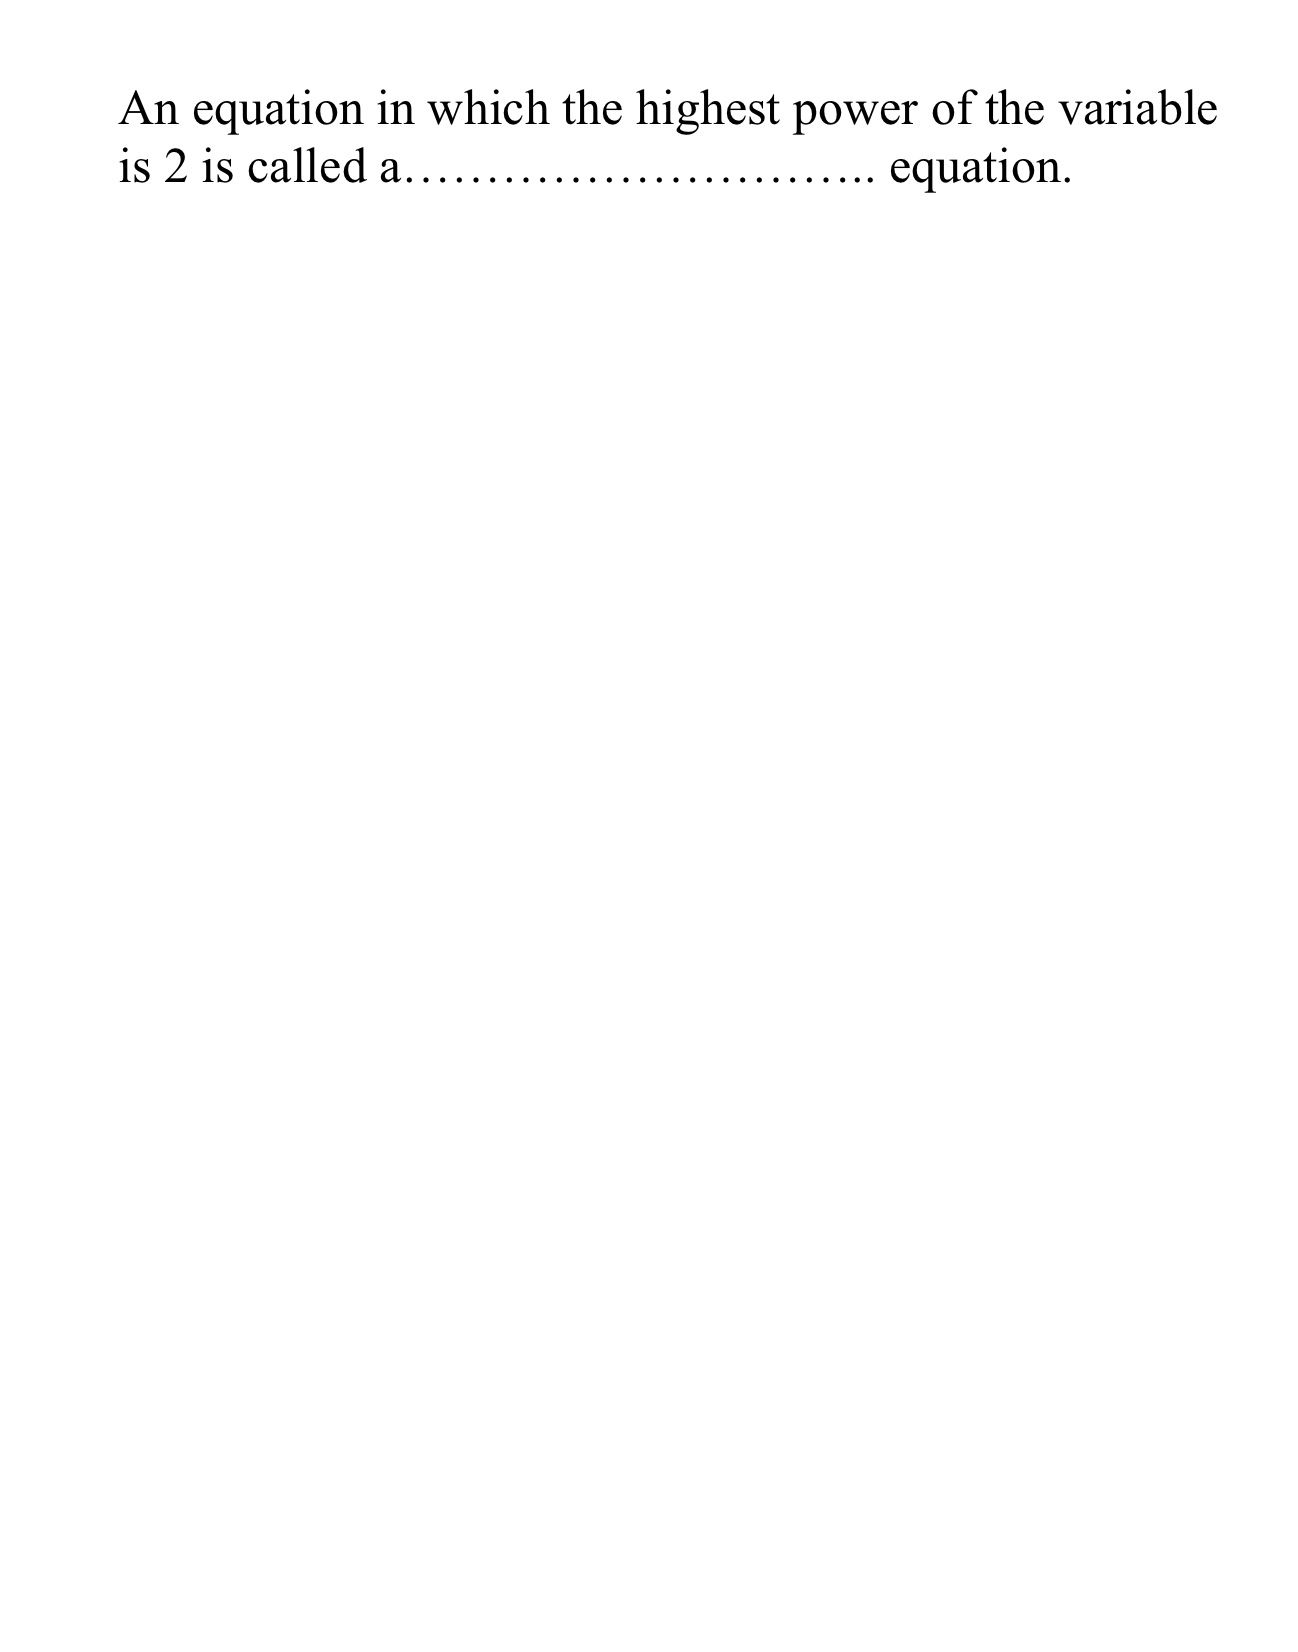 An equation in which the highest power of the variable
is 2 is called a……………………….. equation.